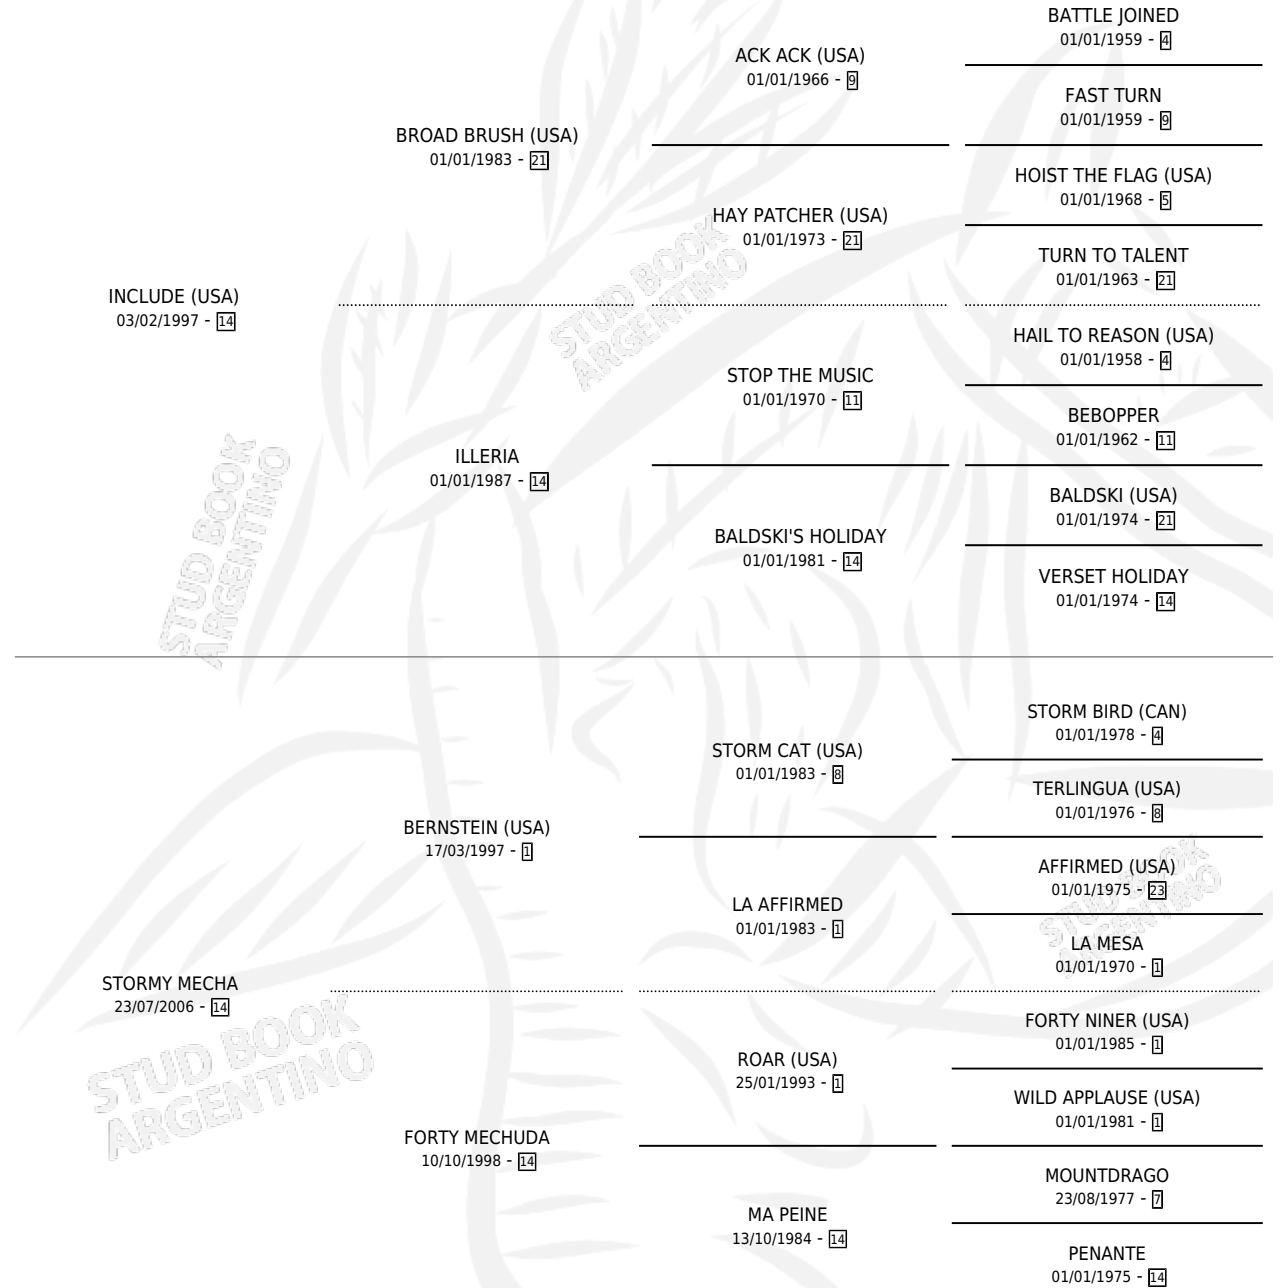 BATTLE JOINED
01/01/1959 - 4
ACK ACK (USA)
01/01/1966 - 9
FAST TURN
01/01/1959 - 9
BROAD BRUSH (USA)
01/01/1983 - 21
HOIST THE FLAG (USA)
01/01/1968 - 5
HAY PATCHER (USA)
01/01/1973 - 21
TURN TO TALENT
01/01/1963 - 21
INCLUDE (USA)
03/02/1997 - 14
HAIL TO REASON (USA)
01/01/1958 - 4
STOP THE MUSIC
01/01/1970 - 11
BEBOPPER
01/01/1962 - 11
ILLERIA
01/01/1987 - 14
BALDSKI (USA)
01/01/1974 - 21
BALDSKI'S HOLIDAY
01/01/1981 - 14
VERSET HOLIDAY
01/01/1974 - 14
STORM BIRD (CAN)
01/01/1978 - 4
STORM CAT (USA)
01/01/1983 - 8
TERLINGUA (USA)
01/01/1976 - 8
BERNSTEIN (USA)
17/03/1997 - 1
AFFIRMED (USA)
01/01/1975 - 23
LA AFFIRMED
01/01/1983 - 1
LA MESA
01/01/1970 - 1
STORMY MECHA
23/07/2006 - 14
FORTY NINER (USA)
01/01/1985 - 1
ROAR (USA)
25/01/1993 - 1
WILD APPLAUSE (USA)
01/01/1981 - 1
FORTY MECHUDA
10/10/1998 - 14
MOUNTDRAGO
23/08/1977 - 7
MA PEINE
13/10/1984 - 14
PENANTE
01/01/1975 - 14
STUD BOOK
ARGENTINO
STUD BOOK
ARGENTINO
STUD BOOK
ARGENTINO
STUD BOOK
ARGENTINO